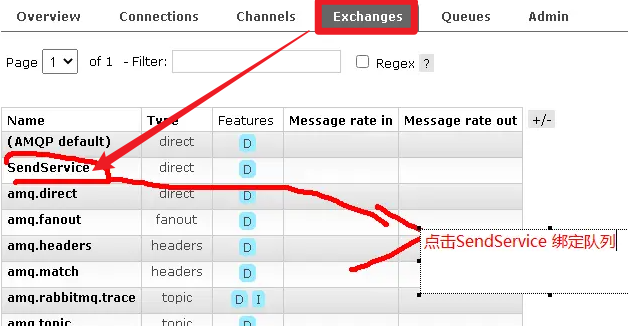 Overview Connections Channels Exchanges Queues Admin
Page 1 of 1 - Filter: Regex ?
Name Type Features Message rate in Message rate out +/-
(AMQP default) direct D
SendService direct D
amq.direct direct D
amq.fanout fanout D
amq.headers headers D
amq.match headers D
amq.rabbitmq.trace topic D I
amq.topic topic D
点击SendService 绑定队列